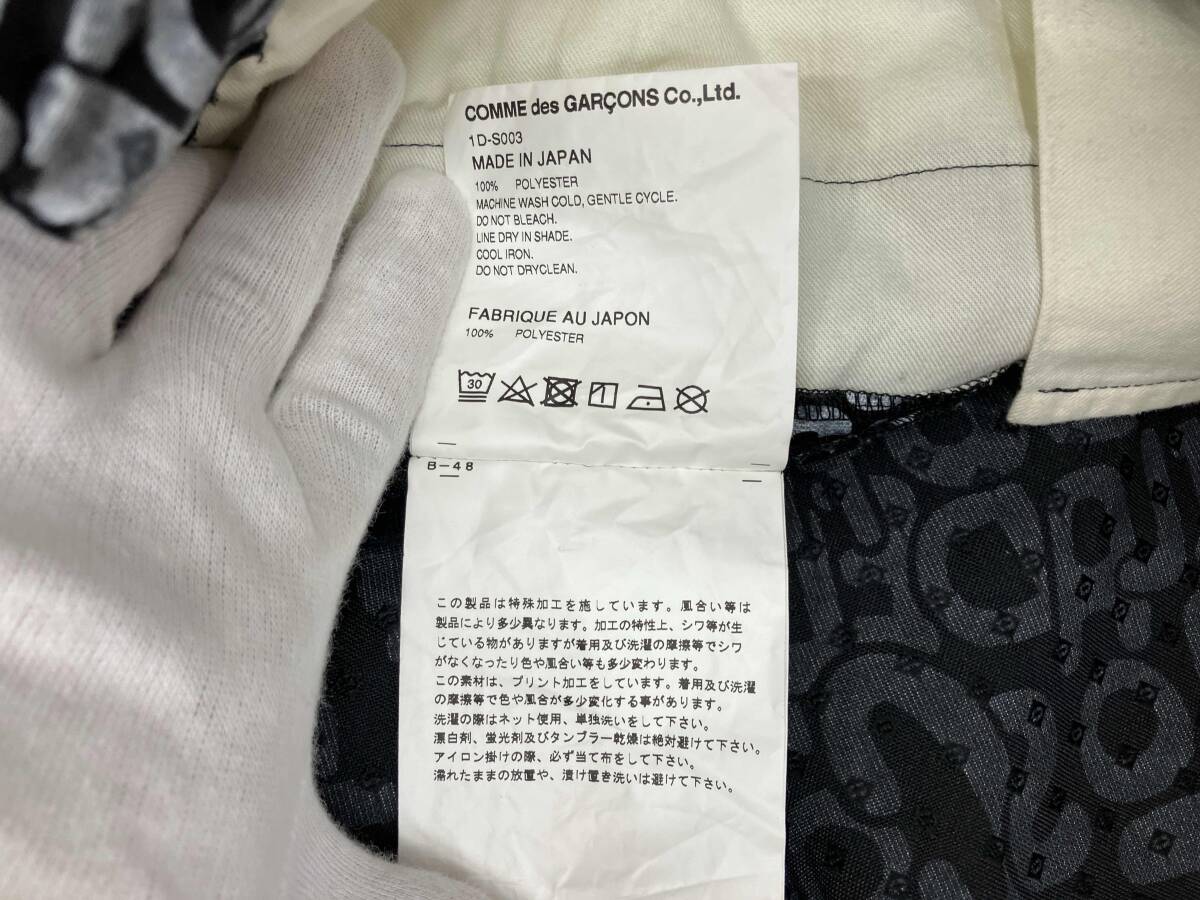 COMME des GARÇONS Co.,Ltd.
1D-S003
MADE IN JAPAN
100% POLYESTER
MACHINE WASH COLD, GENTLE CYCLE.
DO NOT BLEACH.
LINE DRY IN SHADE.
COOL IRON.
DO NOT DRYCLEAN.
FABRIQUE AU JAPON
100% POLYESTER
30
B-48
この製品は特殊加工を施しています。風合い等は
製品により多少異なります。加工の特性上、シワ等が生
じている物がありますが着用及び洗濯の摩擦等でシワ
がなくなったり色や風合い等も多少変わります。
この素材は、プリント加工をしています。着用及び洗濯
の摩擦等で色や風合が多少変化する事があります。
洗濯の際はネット使用、単独洗いをして下さい。
漂白剤、蛍光剤及びタンブラー乾燥は絶対避けて下さい。
アイロン掛けの際、必ず当て布をして下さい。
濡れたままの放置や、漬け置き洗いは避けて下さい。